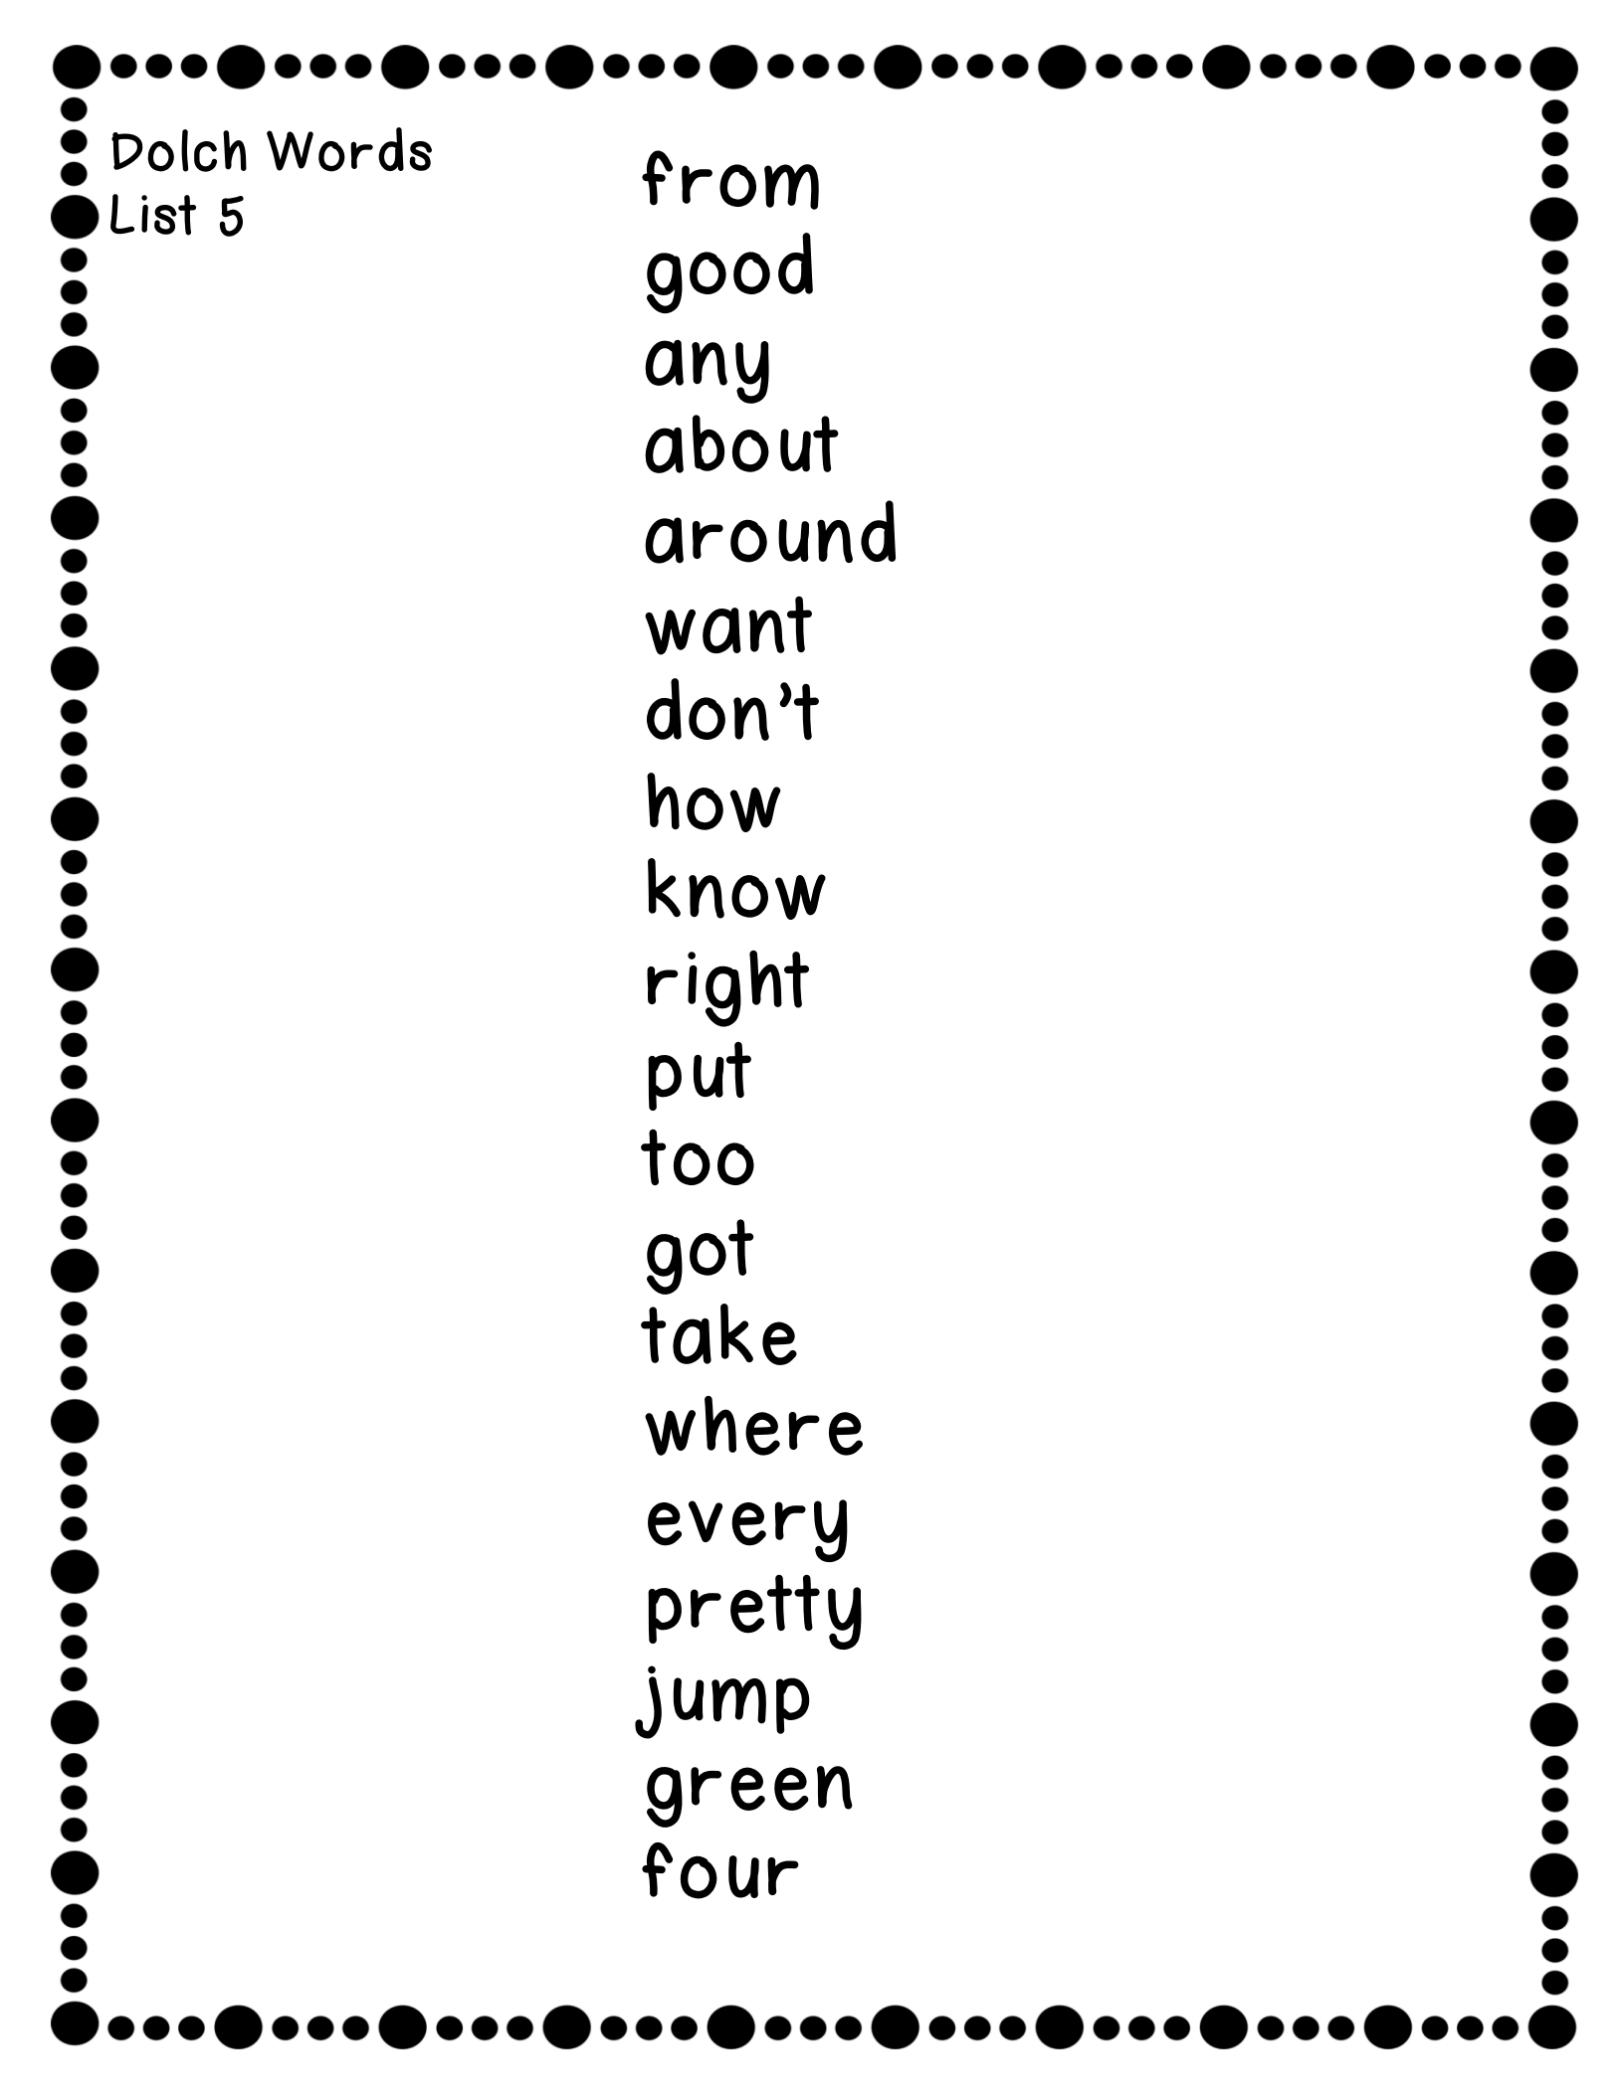 Dolch Words
List 5
from
good
any
about
around
want
don't
how
know
right
put
too
got
take
where
every
pretty
jump
green
four